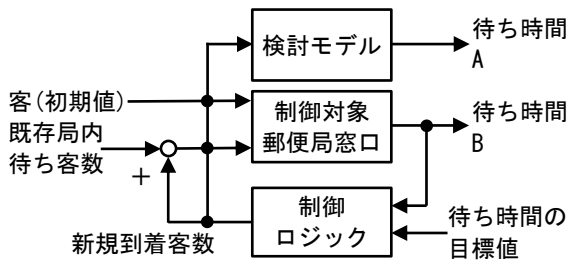 検討モデル
待ち時間
A
客(初期値)
既存局内
待ち客数
制御対象
郵便局窓口
待ち時間
B
+
制御
ロジック
新規到着客数
待ち時間の
目標値